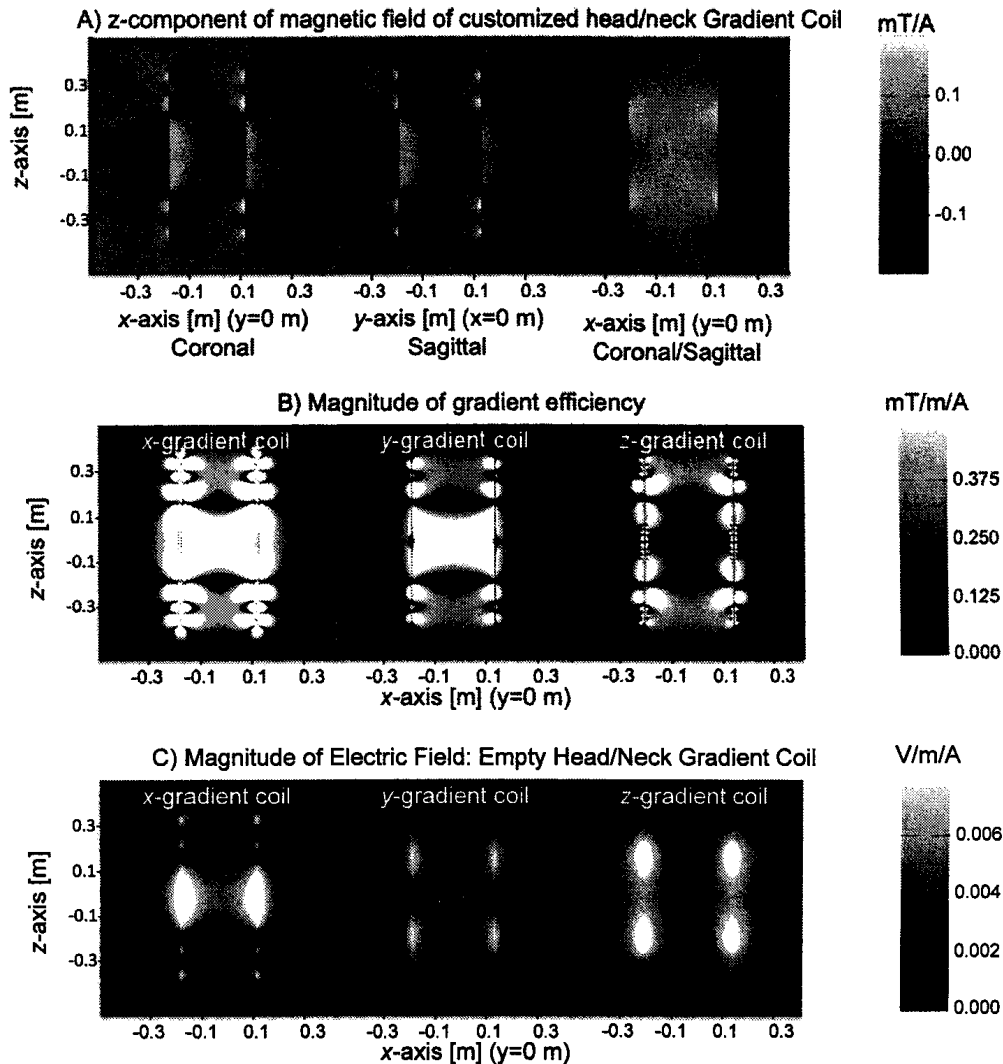 A) z-component of magnetic field of customized head/neck Gradient Coil
mT/A
z-axis [m]
0.3
0.1
-0.1
-0.3
0.1
0.00
-0.1
-0.3 -0.1 0.1 0.3 -0.3 -0.1 0.1 0.3 -0.3 -0.1 0.1 0.3
x-axis [m] (y=0 m) y-axis [m] (x=0 m) x-axis [m] (y=0 m)
Coronal Sagittal Coronal/Sagittal
B) Magnitude of gradient efficiency
mT/m/A
x-gradient coil y-gradient coil z-gradient coil
z-axis [m]
0.3
0.1
-0.1
-0.3
0.375
0.250
0.125
0.000
-0.3 -0.1 0.1 0.3 -0.3 -0.1 0.1 0.3 -0.3 -0.1 0.1 0.3
x-axis [m] (y=0 m)
C) Magnitude of Electric Field: Empty Head/Neck Gradient Coil
V/m/A
x-gradient coil y-gradient coil z-gradient coil
z-axis [m]
0.3
0.1
-0.1
-0.3
0.006
0.004
0.002
0.000
-0.3 -0.1 0.1 0.3 -0.3 -0.1 0.1 0.3 -0.3 -0.1 0.1 0.3
x-axis [m] (y=0 m)